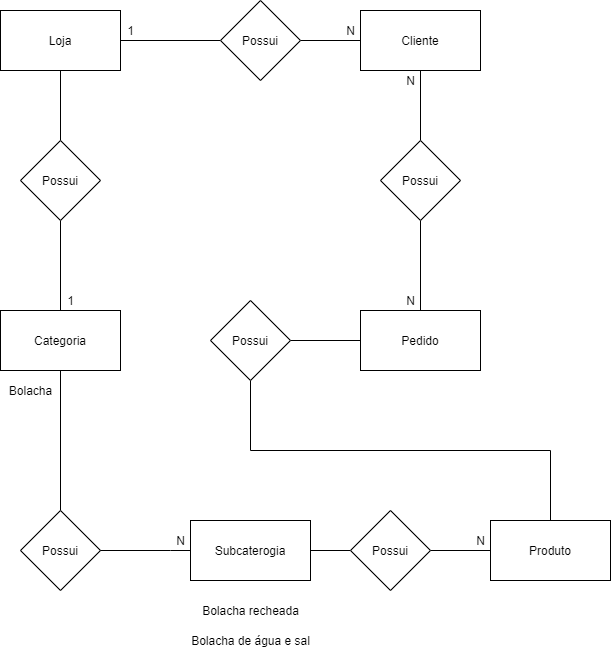 Loja
1
Possui
N
Cliente
N
Possui
Possui
1
N
Categoria
Possui
Pedido
Bolacha
Possui
N
Subcaterogia
Possui
N
Produto
Bolacha recheada
Bolacha de água e sal